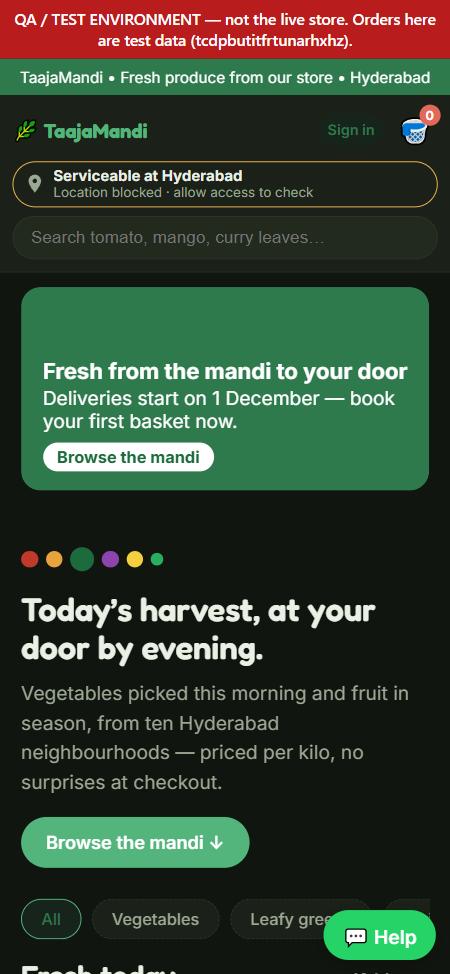 QA / TEST ENVIRONMENT — not the live store. Orders here
are test data (tcdpbutitfrtunarhxhz).
TaajaMandi • Fresh produce from our store • Hyderabad
TaajaMandi
Sign in
0
Serviceable at Hyderabad
Location blocked · allow access to check
Search tomato, mango, curry leaves...
Fresh from the mandi to your door
Deliveries start on 1 December — book
your first basket now.
Browse the mandi
Today’s harvest, at your
door by evening.
Vegetables picked this morning and fruit in
season, from ten Hyderabad
neighbourhoods — priced per kilo, no
surprises at checkout.
Browse the mandi ↓
All
Vegetables
Leafy gree
Help
Fresh today